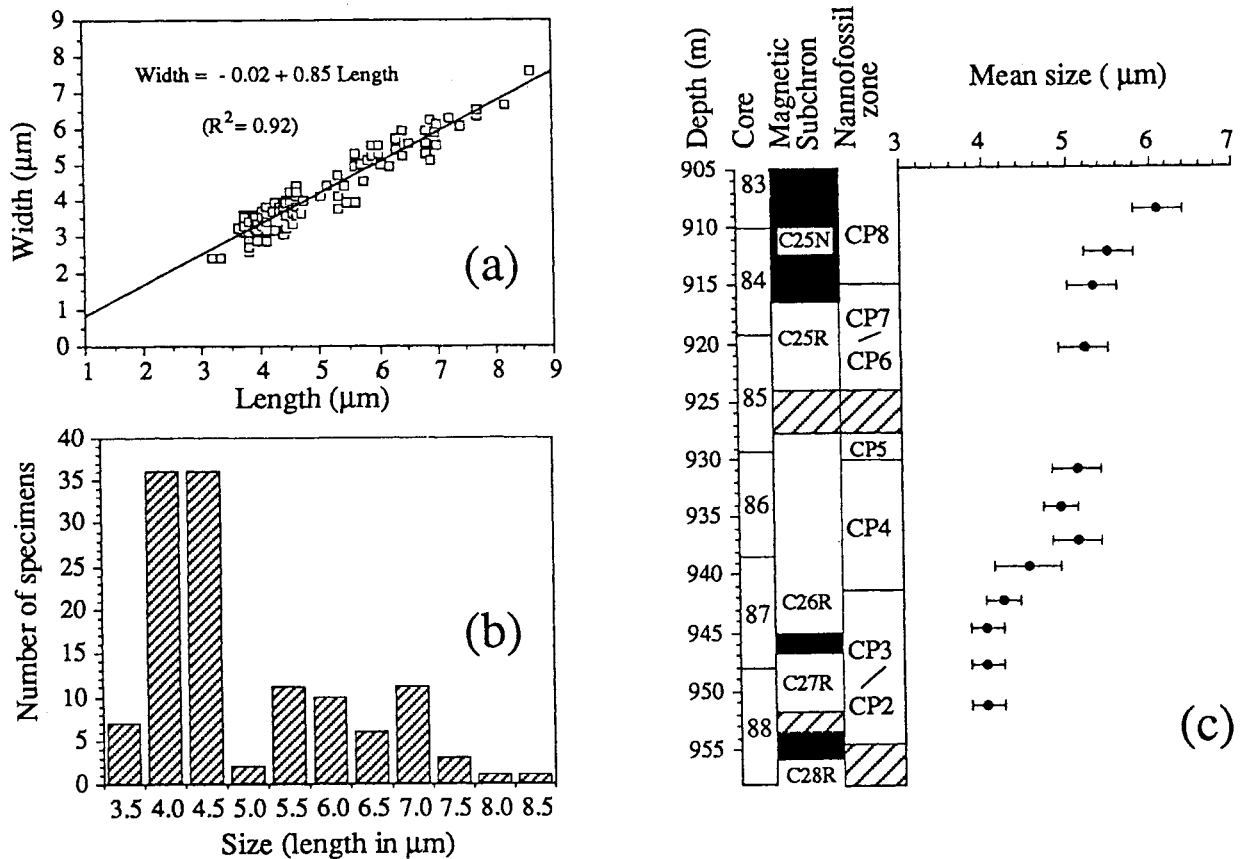 9
8
7
6
5
4
3
2
1
0
Width (μm)
Width = - 0.02 + 0.85 Length
(R² = 0.92)
(a)
1 2 3 4 5 6 7 8 9
Length (μm)
40
35
30
25
20
15
10
5
0
Number of specimens
(b)
3.5 4.0 4.5 5.0 5.5 6.0 6.5 7.0 7.5 8.0 8.5
Size (length in μm)
Depth (m)
Core
Magnetic
Subchron
Nannofossil
zone
Mean size ( μm)
3 4 5 6 7
905
910
915
920
925
930
935
940
945
950
955
83
84
85
86
87
88
C25N
C25R
C26R
C27R
C28R
CP8
CP7
CP6
CP5
CP4
CP3
CP2
(c)